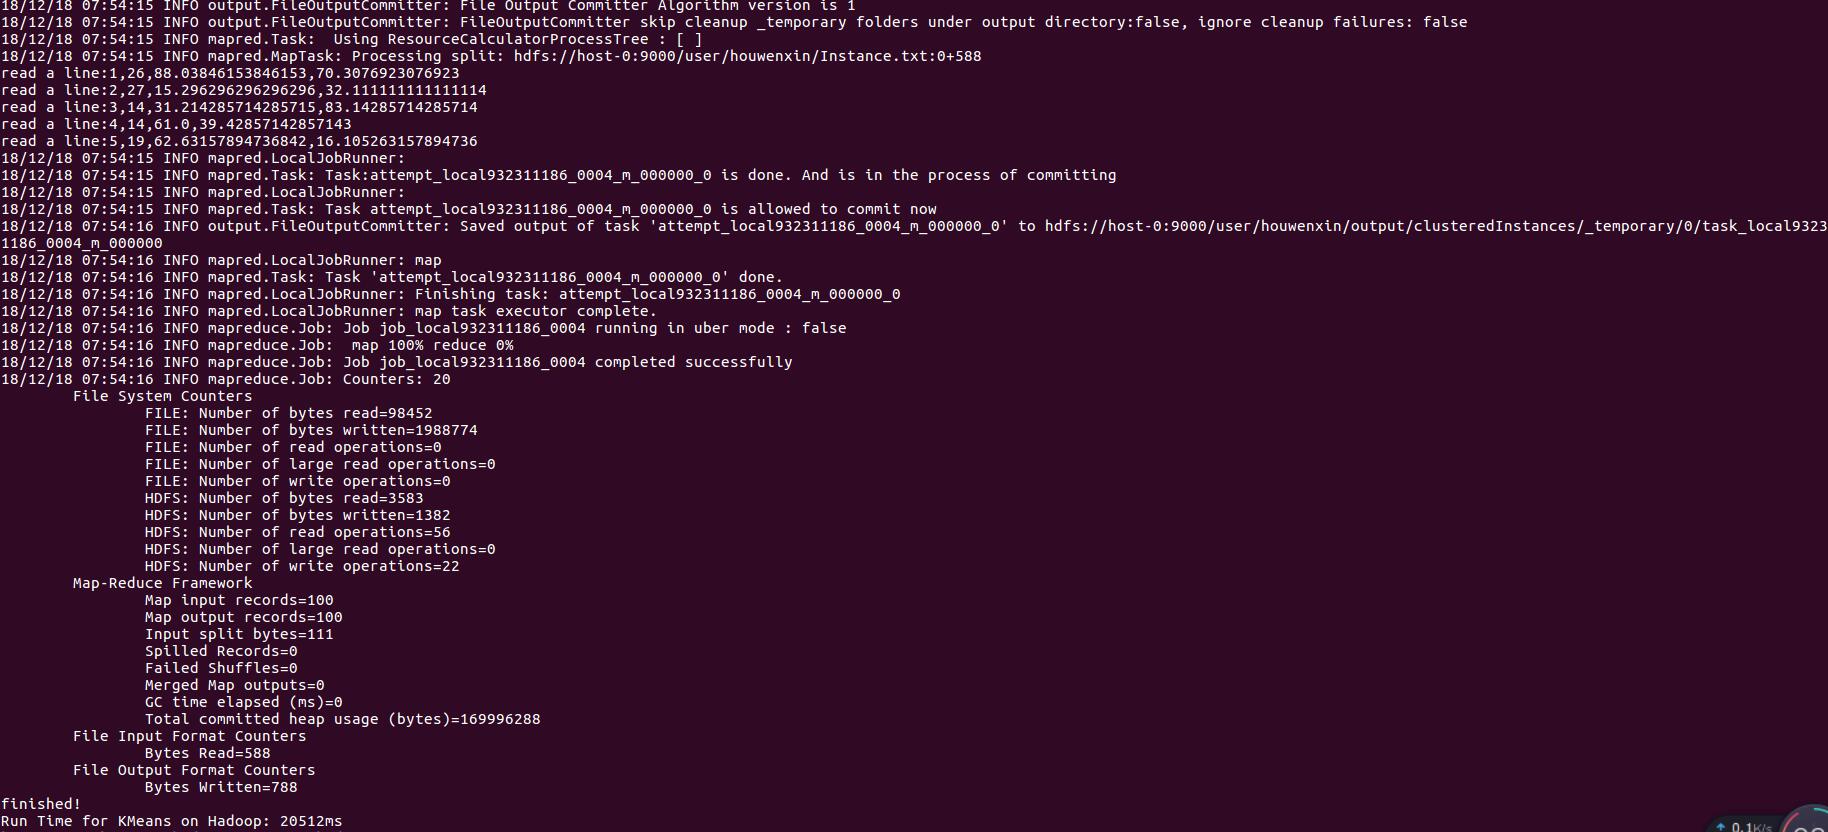 18/12/18 07:54:15 INFO output.FileOutputCommitter: File Output Committer Algorithm version is 1
18/12/18 07:54:15 INFO output.FileOutputCommitter: FileOutputCommitter skip cleanup _temporary folders under output directory:false, ignore cleanup failures: false
18/12/18 07:54:15 INFO mapred.Task:  Using ResourceCalculatorProcessTree : [ ]
18/12/18 07:54:15 INFO mapred.MapTask: Processing split: hdfs://host-0:9000/user/houwenxin/Instance.txt:0+588
read a line:1,26,88.03846153846153,70.3076923076923
read a line:2,27,15.296296296296296,32.111111111111114
read a line:3,14,31.214285714285715,83.14285714285714
read a line:4,14,61.0,39.42857142857143
read a line:5,19,62.63157894736842,16.105263157894736
18/12/18 07:54:15 INFO mapred.LocalJobRunner:
18/12/18 07:54:15 INFO mapred.Task: Task:attempt_local932311186_0004_m_000000_0 is done. And is in the process of committing
18/12/18 07:54:15 INFO mapred.LocalJobRunner:
18/12/18 07:54:15 INFO mapred.Task: Task attempt_local932311186_0004_m_000000_0 is allowed to commit now
18/12/18 07:54:16 INFO output.FileOutputCommitter: Saved output of task 'attempt_local932311186_0004_m_000000_0' to hdfs://host-0:9000/user/houwenxin/output/clusteredInstances/_temporary/0/task_local9323
1186_0004_m_000000
18/12/18 07:54:16 INFO mapred.LocalJobRunner: map
18/12/18 07:54:16 INFO mapred.Task: Task 'attempt_local932311186_0004_m_000000_0' done.
18/12/18 07:54:16 INFO mapred.LocalJobRunner: Finishing task: attempt_local932311186_0004_m_000000_0
18/12/18 07:54:16 INFO mapred.LocalJobRunner: map task executor complete.
18/12/18 07:54:16 INFO mapreduce.Job: Job job_local932311186_0004 running in uber mode : false
18/12/18 07:54:16 INFO mapreduce.Job:  map 100% reduce 0%
18/12/18 07:54:16 INFO mapreduce.Job: Job job_local932311186_0004 completed successfully
18/12/18 07:54:16 INFO mapreduce.Job: Counters: 20
File System Counters
FILE: Number of bytes read=98452
FILE: Number of bytes written=1988774
FILE: Number of read operations=0
FILE: Number of large read operations=0
FILE: Number of write operations=0
HDFS: Number of bytes read=3583
HDFS: Number of bytes written=1382
HDFS: Number of read operations=56
HDFS: Number of large read operations=0
HDFS: Number of write operations=22
Map-Reduce Framework
Map input records=100
Map output records=100
Input split bytes=111
Spilled Records=0
Failed Shuffles=0
Merged Map outputs=0
GC time elapsed (ms)=0
Total committed heap usage (bytes)=169996288
File Input Format Counters
Bytes Read=588
File Output Format Counters
Bytes Written=788
finished!
Run Time for KMeans on Hadoop: 20512ms
0.1K/s